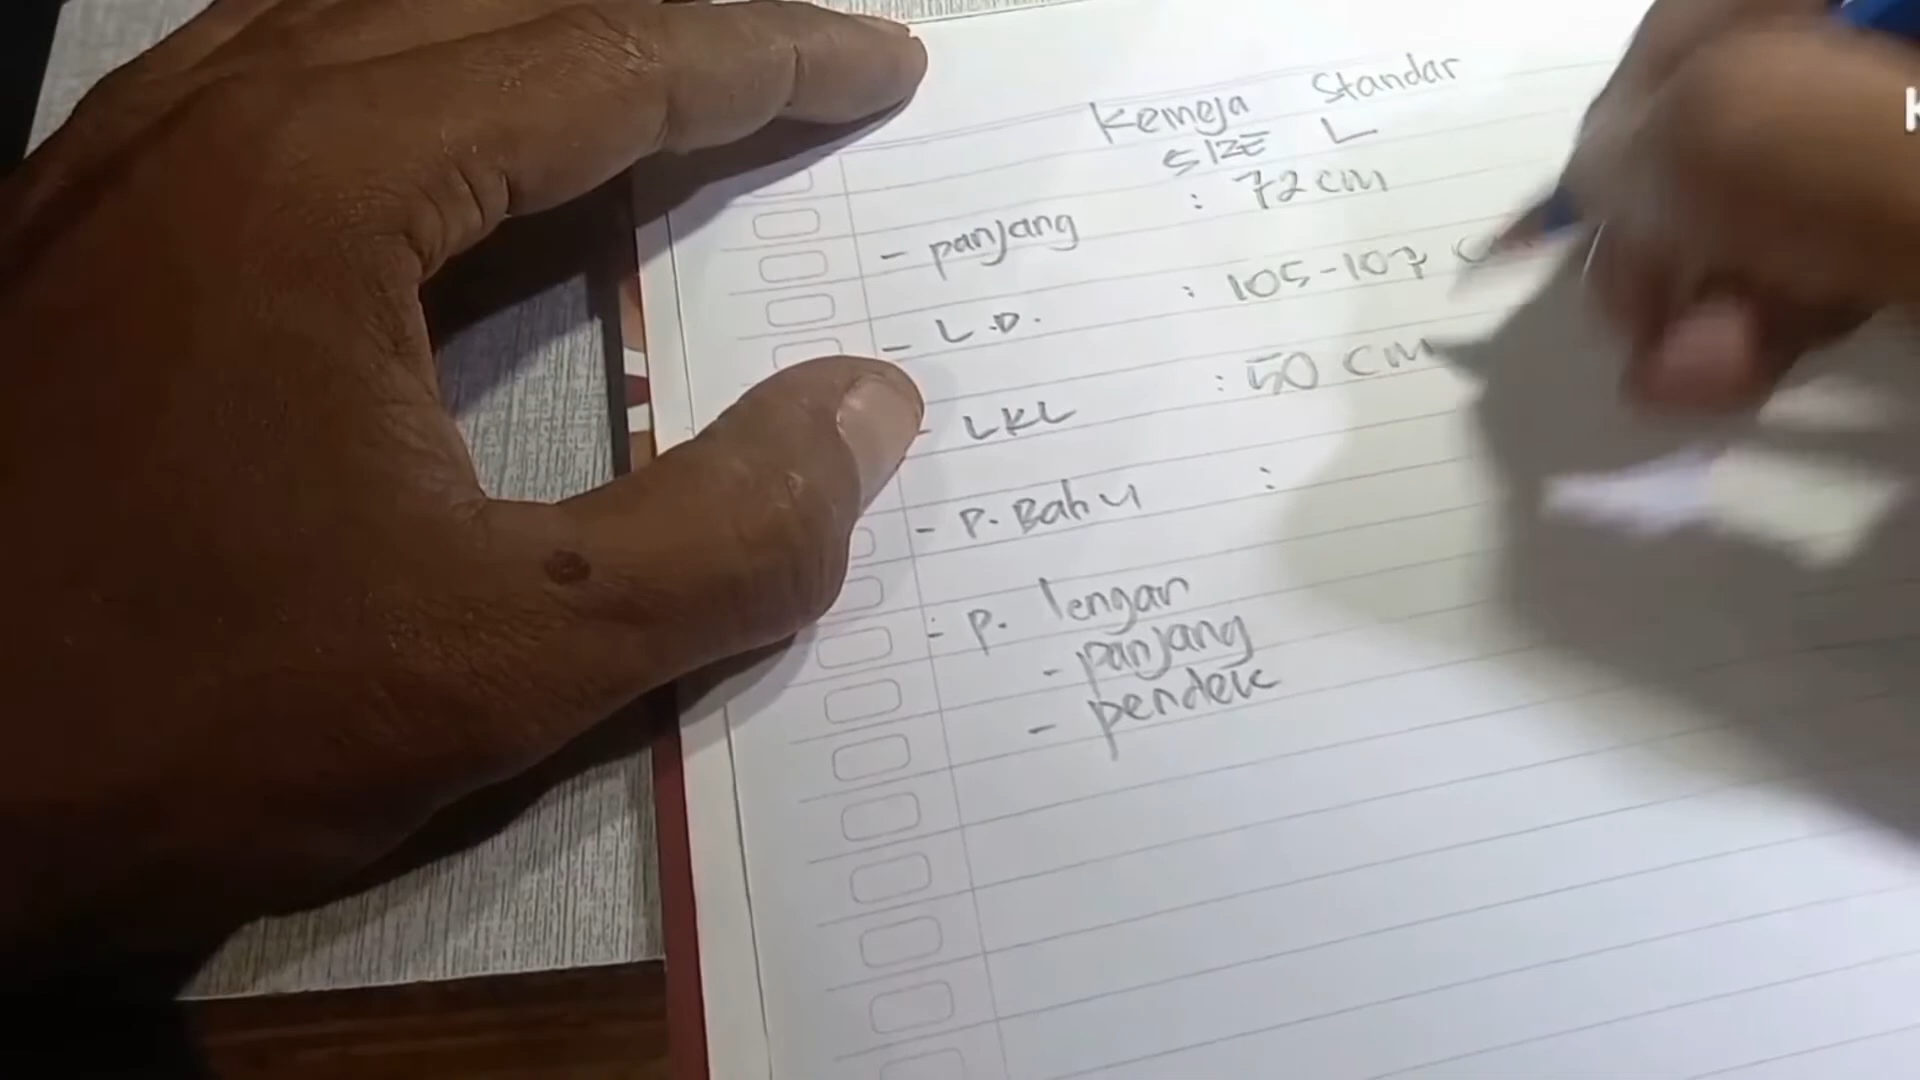 Kemeja Standar
SIZE L
- panjang : 72 cm
- L.D. : 105-107
- LKL : 50 cm
- P. Bahu :
- P. lengan
- panjang
- pendek